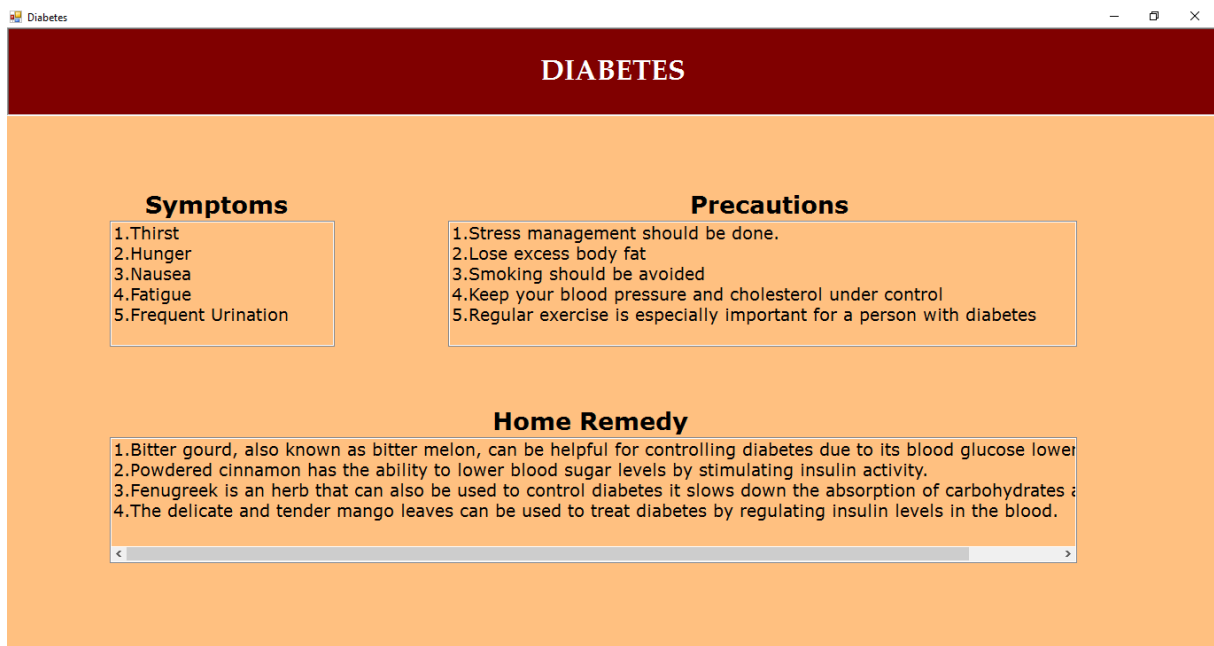 Diabetes
DIABETES
Symptoms
1.Thirst
2.Hunger
3.Nausea
4.Fatigue
5.Frequent Urination
Precautions
1.Stress management should be done.
2.Lose excess body fat
3.Smoking should be avoided
4.Keep your blood pressure and cholesterol under control
5.Regular exercise is especially important for a person with diabetes
Home Remedy
1.Bitter gourd, also known as bitter melon, can be helpful for controlling diabetes due to its blood glucose lower
2.Powdered cinnamon has the ability to lower blood sugar levels by stimulating insulin activity.
3.Fenugreek is an herb that can also be used to control diabetes it slows down the absorption of carbohydrates
4.The delicate and tender mango leaves can be used to treat diabetes by regulating insulin levels in the blood.